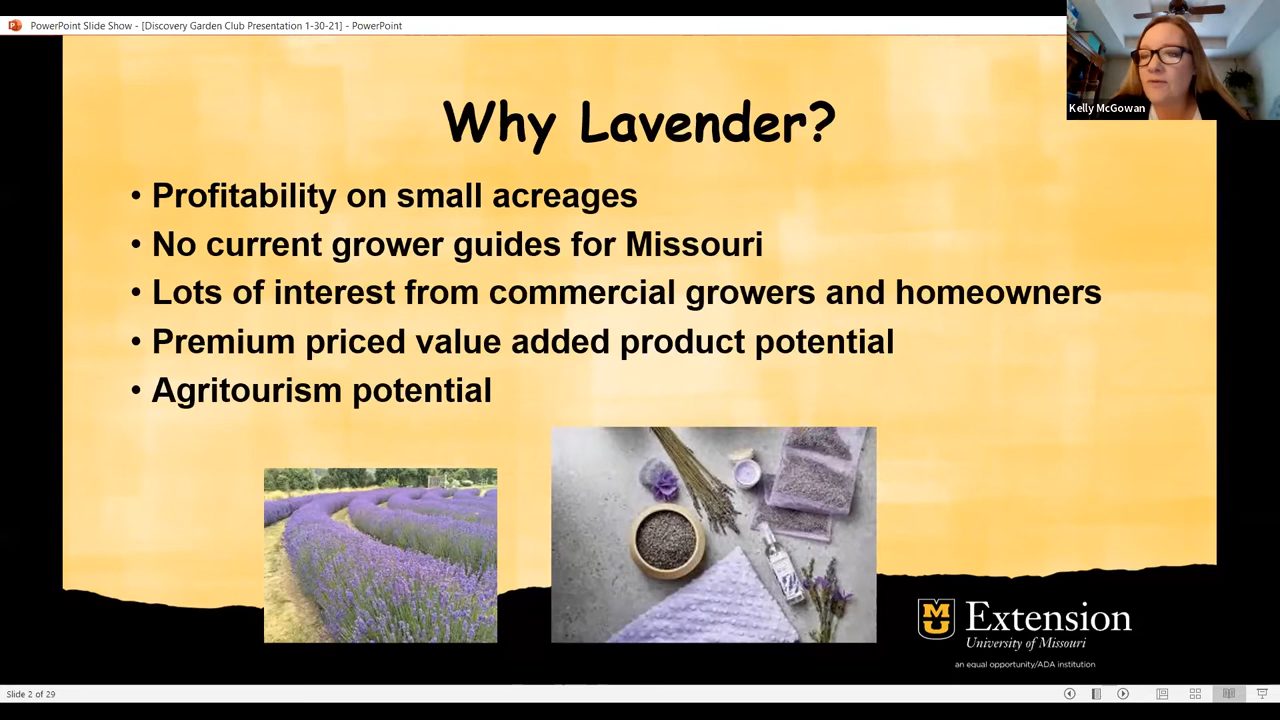 PowerPoint Slide Show - [Discovery Garden Club Presentation 1-30-21] - PowerPoint
Kelly McGowan
Why Lavender?
• Profitability on small acreages
• No current grower guides for Missouri
• Lots of interest from commercial growers and homeowners
• Premium priced value added product potential
• Agritourism potential
MU
Extension
University of Missouri
an equal opportunity/ADA institution
Slide 2 of 29